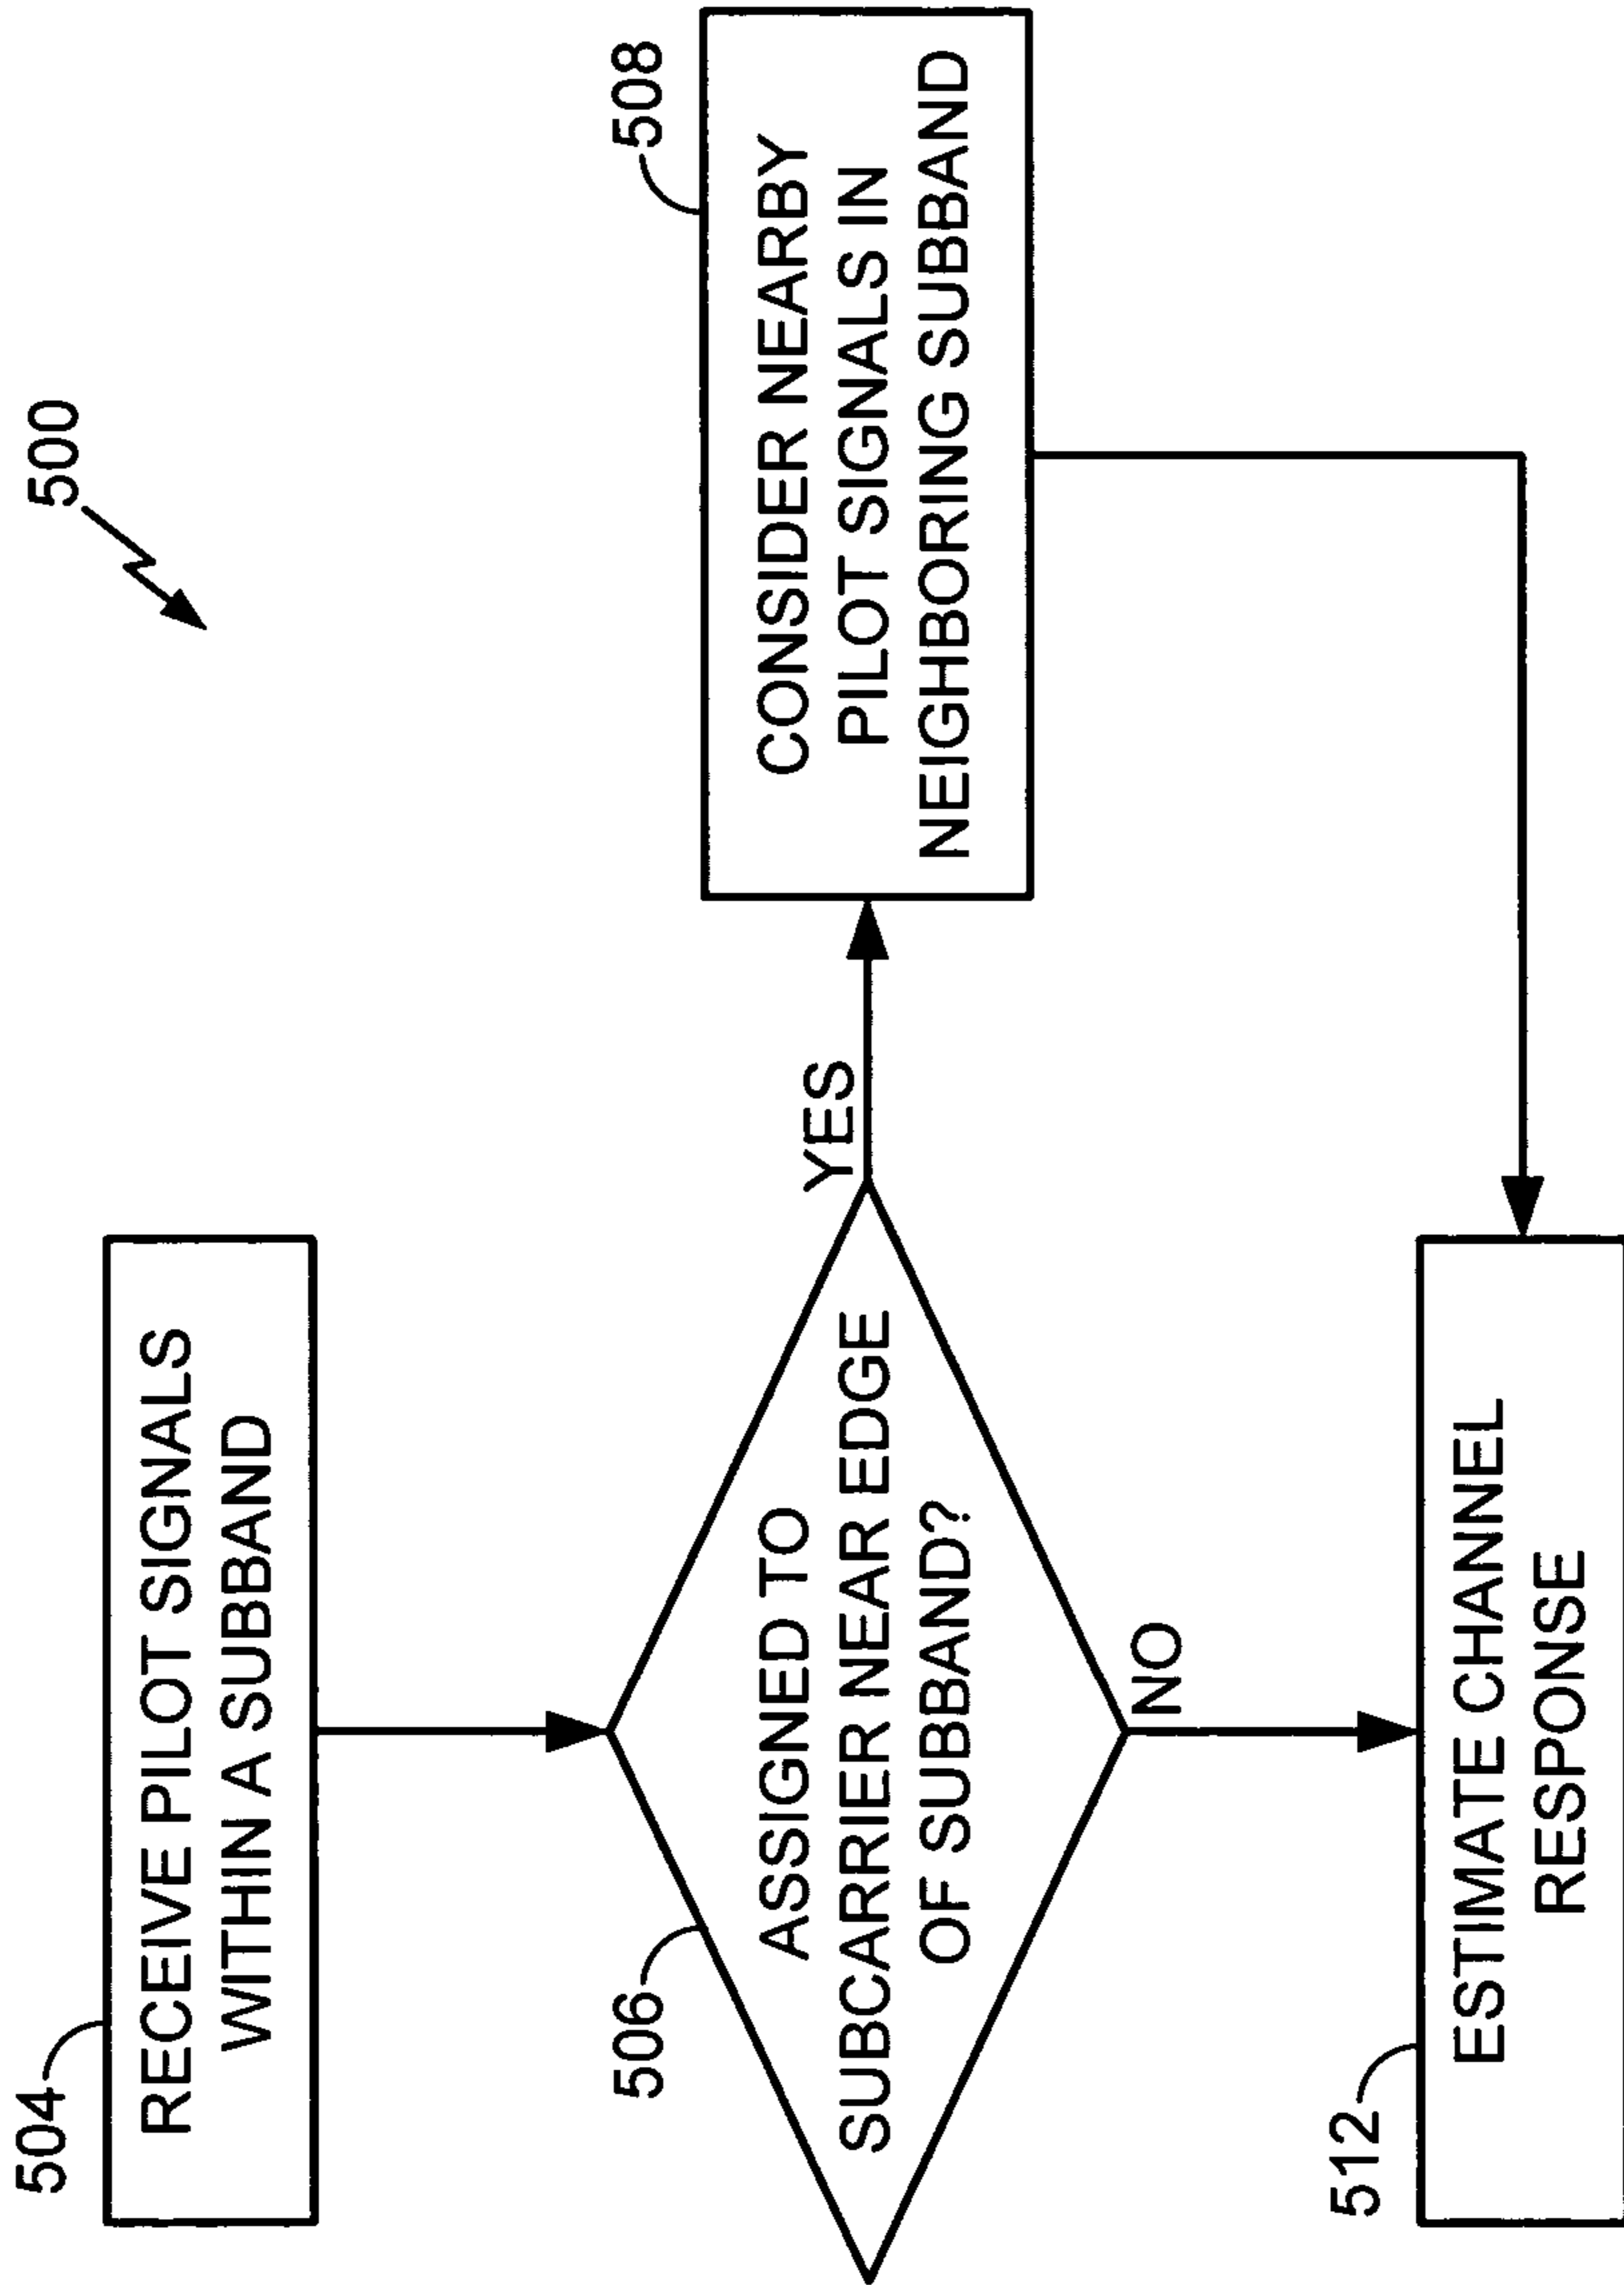 500
504
RECEIVE PILOT SIGNALS
WITHIN A SUBBAND
506
ASSIGNED TO
SUBCARRIER NEAR EDGE
OF SUBBAND?
YES
508
CONSIDER NEARBY
PILOT SIGNALS IN
NEIGHBORING SUBBAND
NO
512
ESTIMATE CHANNEL
RESPONSE